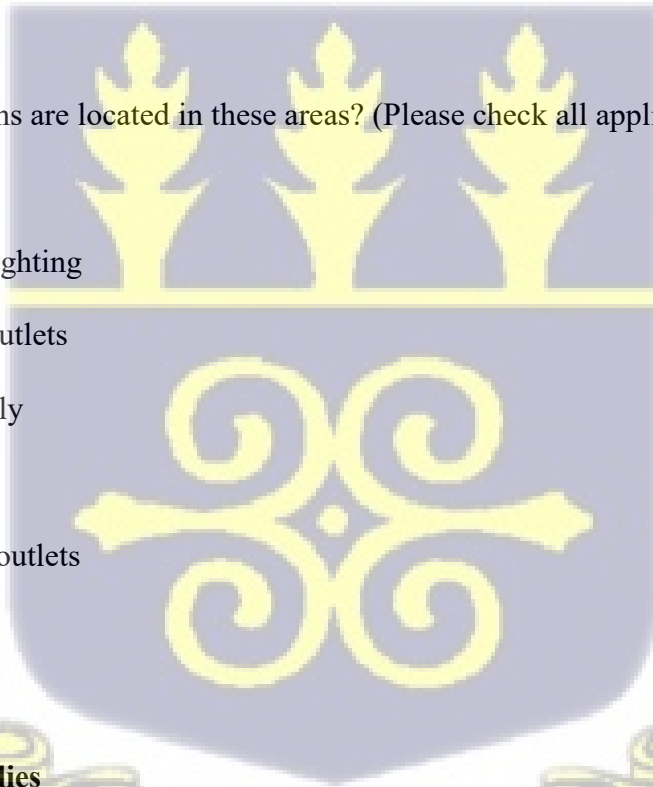 ns are located in these areas? (Please check all appli
ghting
utlets
ly
outlets
lies